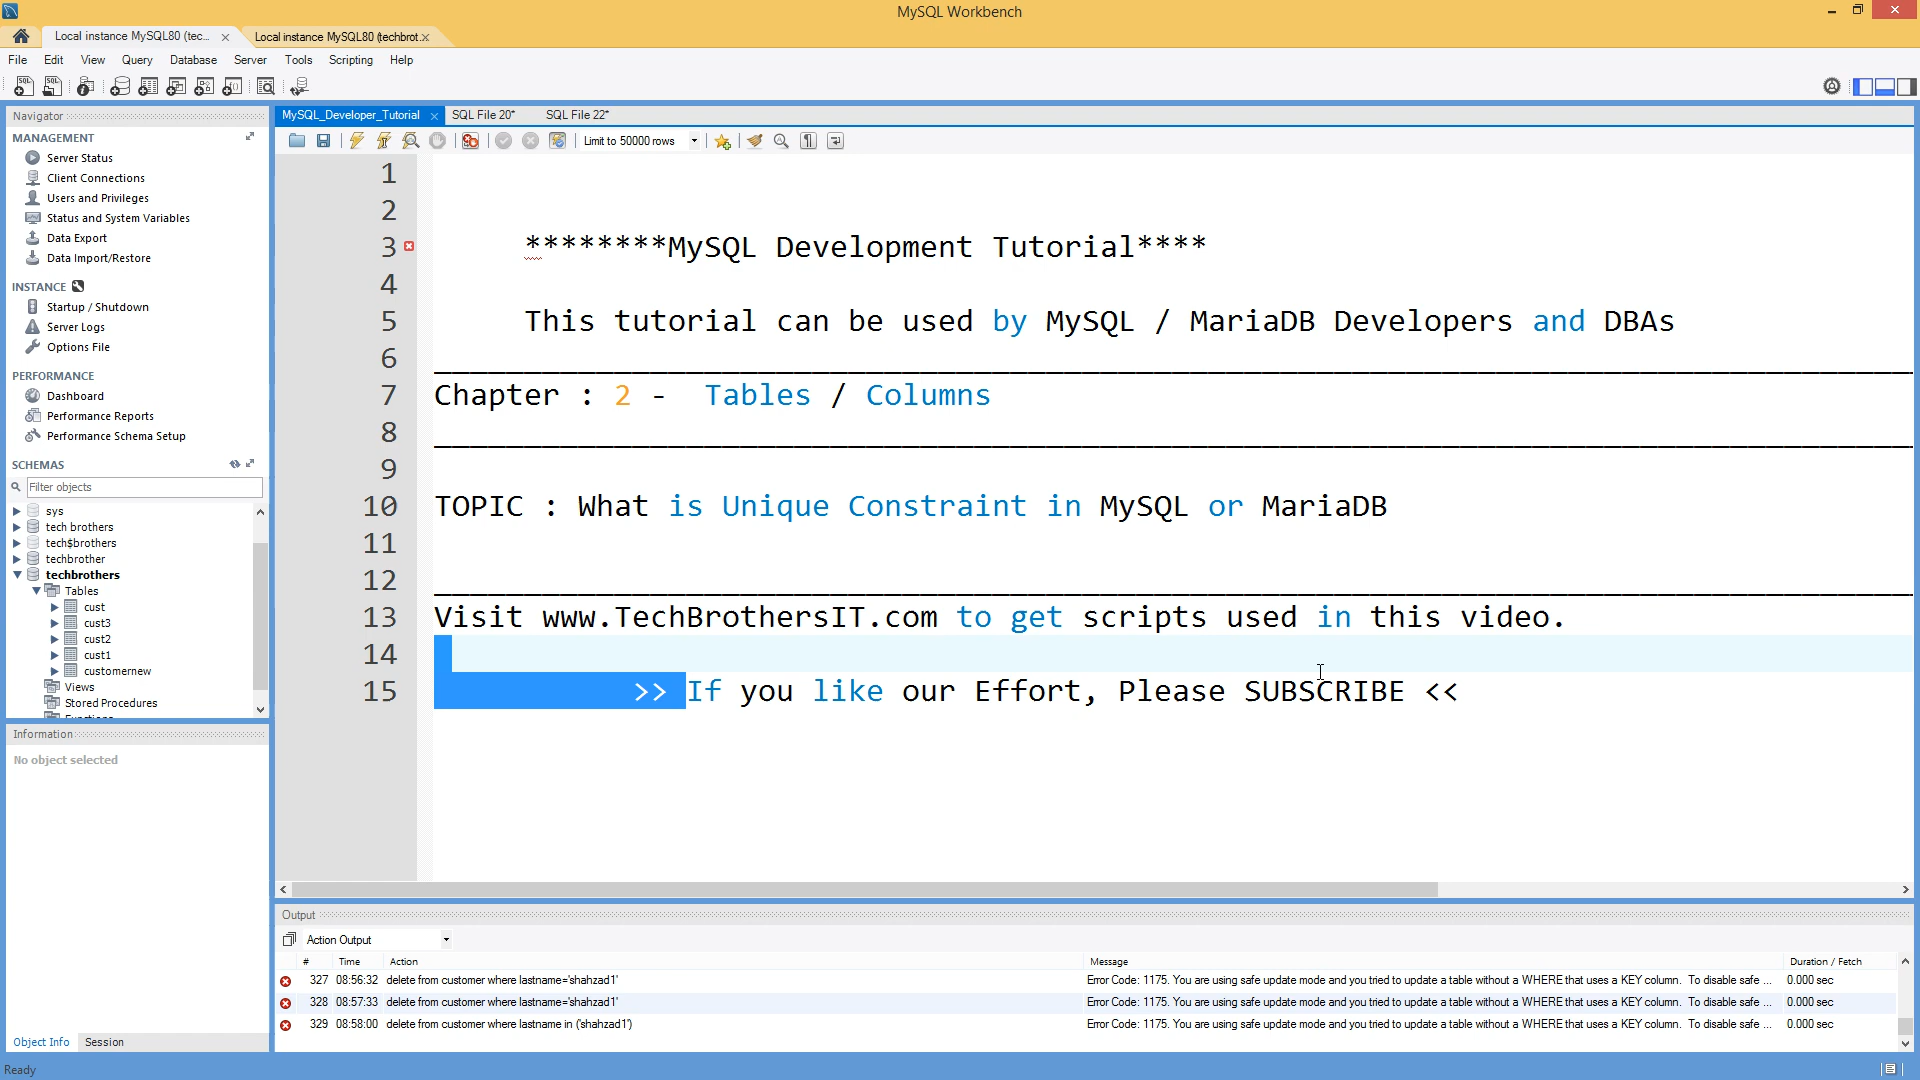 MySQL Workbench
Local instance MySQL80 (tec...
Local instance MySQL80 (techbrot...
File Edit View Query Database Server Tools Scripting Help
Navigator
MANAGEMENT
Server Status
Client Connections
Users and Privileges
Status and System Variables
Data Export
Data Import/Restore
INSTANCE
Startup / Shutdown
Server Logs
Options File
PERFORMANCE
Dashboard
Performance Reports
Performance Schema Setup
SCHEMAS
Filter objects
sys
tech brothers
tech$brothers
techbrother
techbrothers
Tables
cust
cust3
cust2
cust1
customernew
Views
Stored Procedures
Information
No object selected
Object Info Session
Ready
MySQL_Developer_Tutorial SQL File 20* SQL File 22*
Limit to 50000 rows
1
2
3 ********MySQL Development Tutorial****
4
5 This tutorial can be used by MySQL / MariaDB Developers and DBAs
6
7 Chapter : 2 - Tables / Columns
8
9
10 TOPIC : What is Unique Constraint in MySQL or MariaDB
11
12
13 Visit www.TechBrothersIT.com to get scripts used in this video.
14
15 >> If you like our Effort, Please SUBSCRIBE <<
Output
Action Output
# Time Action Message Duration / Fetch
327 08:56:32 delete from customer where lastname='shahzad1' Error Code: 1175. You are using safe update mode and you tried to update a table without a WHERE that uses a KEY column. To disable safe ... 0.000 sec
328 08:57:33 delete from customer where lastname='shahzad1' Error Code: 1175. You are using safe update mode and you tried to update a table without a WHERE that uses a KEY column. To disable safe ... 0.000 sec
329 08:58:00 delete from customer where lastname in ('shahzad1') Error Code: 1175. You are using safe update mode and you tried to update a table without a WHERE that uses a KEY column. To disable safe ... 0.000 sec